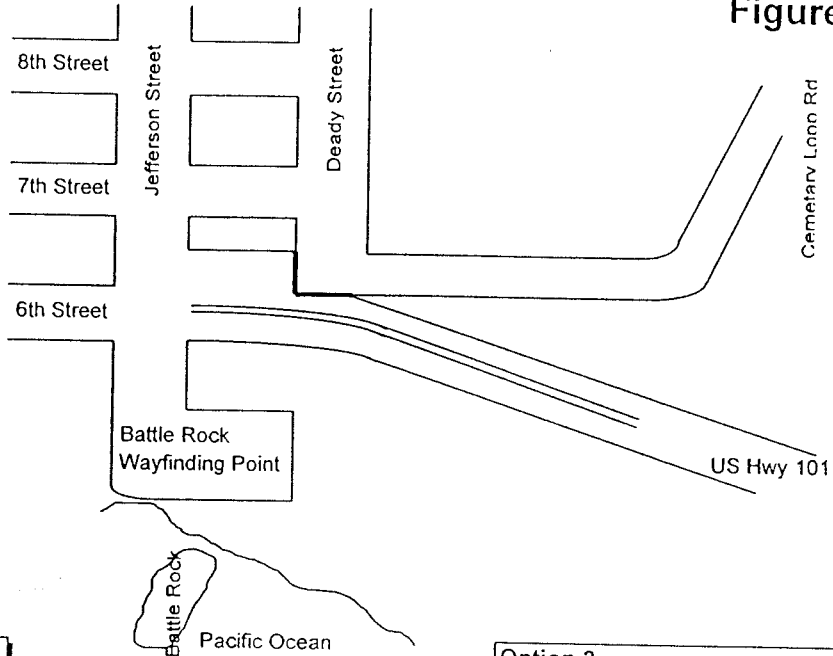 Figure
8th Street
Jefferson Street
Deady Street
Cemetary Loop Rd
7th Street
6th Street
Battle Rock
Wayfinding Point
US Hwy 101
Battle Rock
Pacific Ocean
Option 3